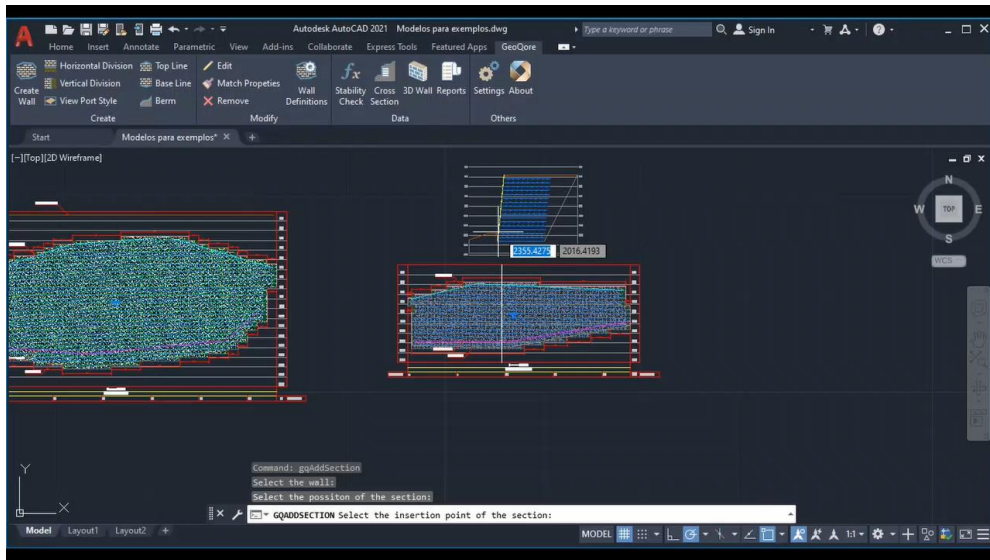 Autodesk AutoCAD 2021 Modelos para exemplos.dwg
Type a keyword or phrase
Sign In
Home Insert Annotate Parametric View Add-ins Collaborate Express Tools Featured Apps GeoQore
Create Wall
Horizontal Division Top Line
Vertical Division Base Line
View Port Style Berm
Create
Edit
Match Propeties
Remove
Wall Definitions
Modify
Stability Check
Cross Section
3D Wall
Reports
Data
Settings
About
Others
Start
Modelos para exemplos*
[−][Top][2D Wireframe]
N
W TOP E
S
WCS
2355.4275 2016.4193
Y
X
Command: gqAddSection
Select the wall:
Select the possiton of the section:
GQADDSECTION Select the insertion point of the section:
Model Layout1 Layout2 +
MODEL
1:1